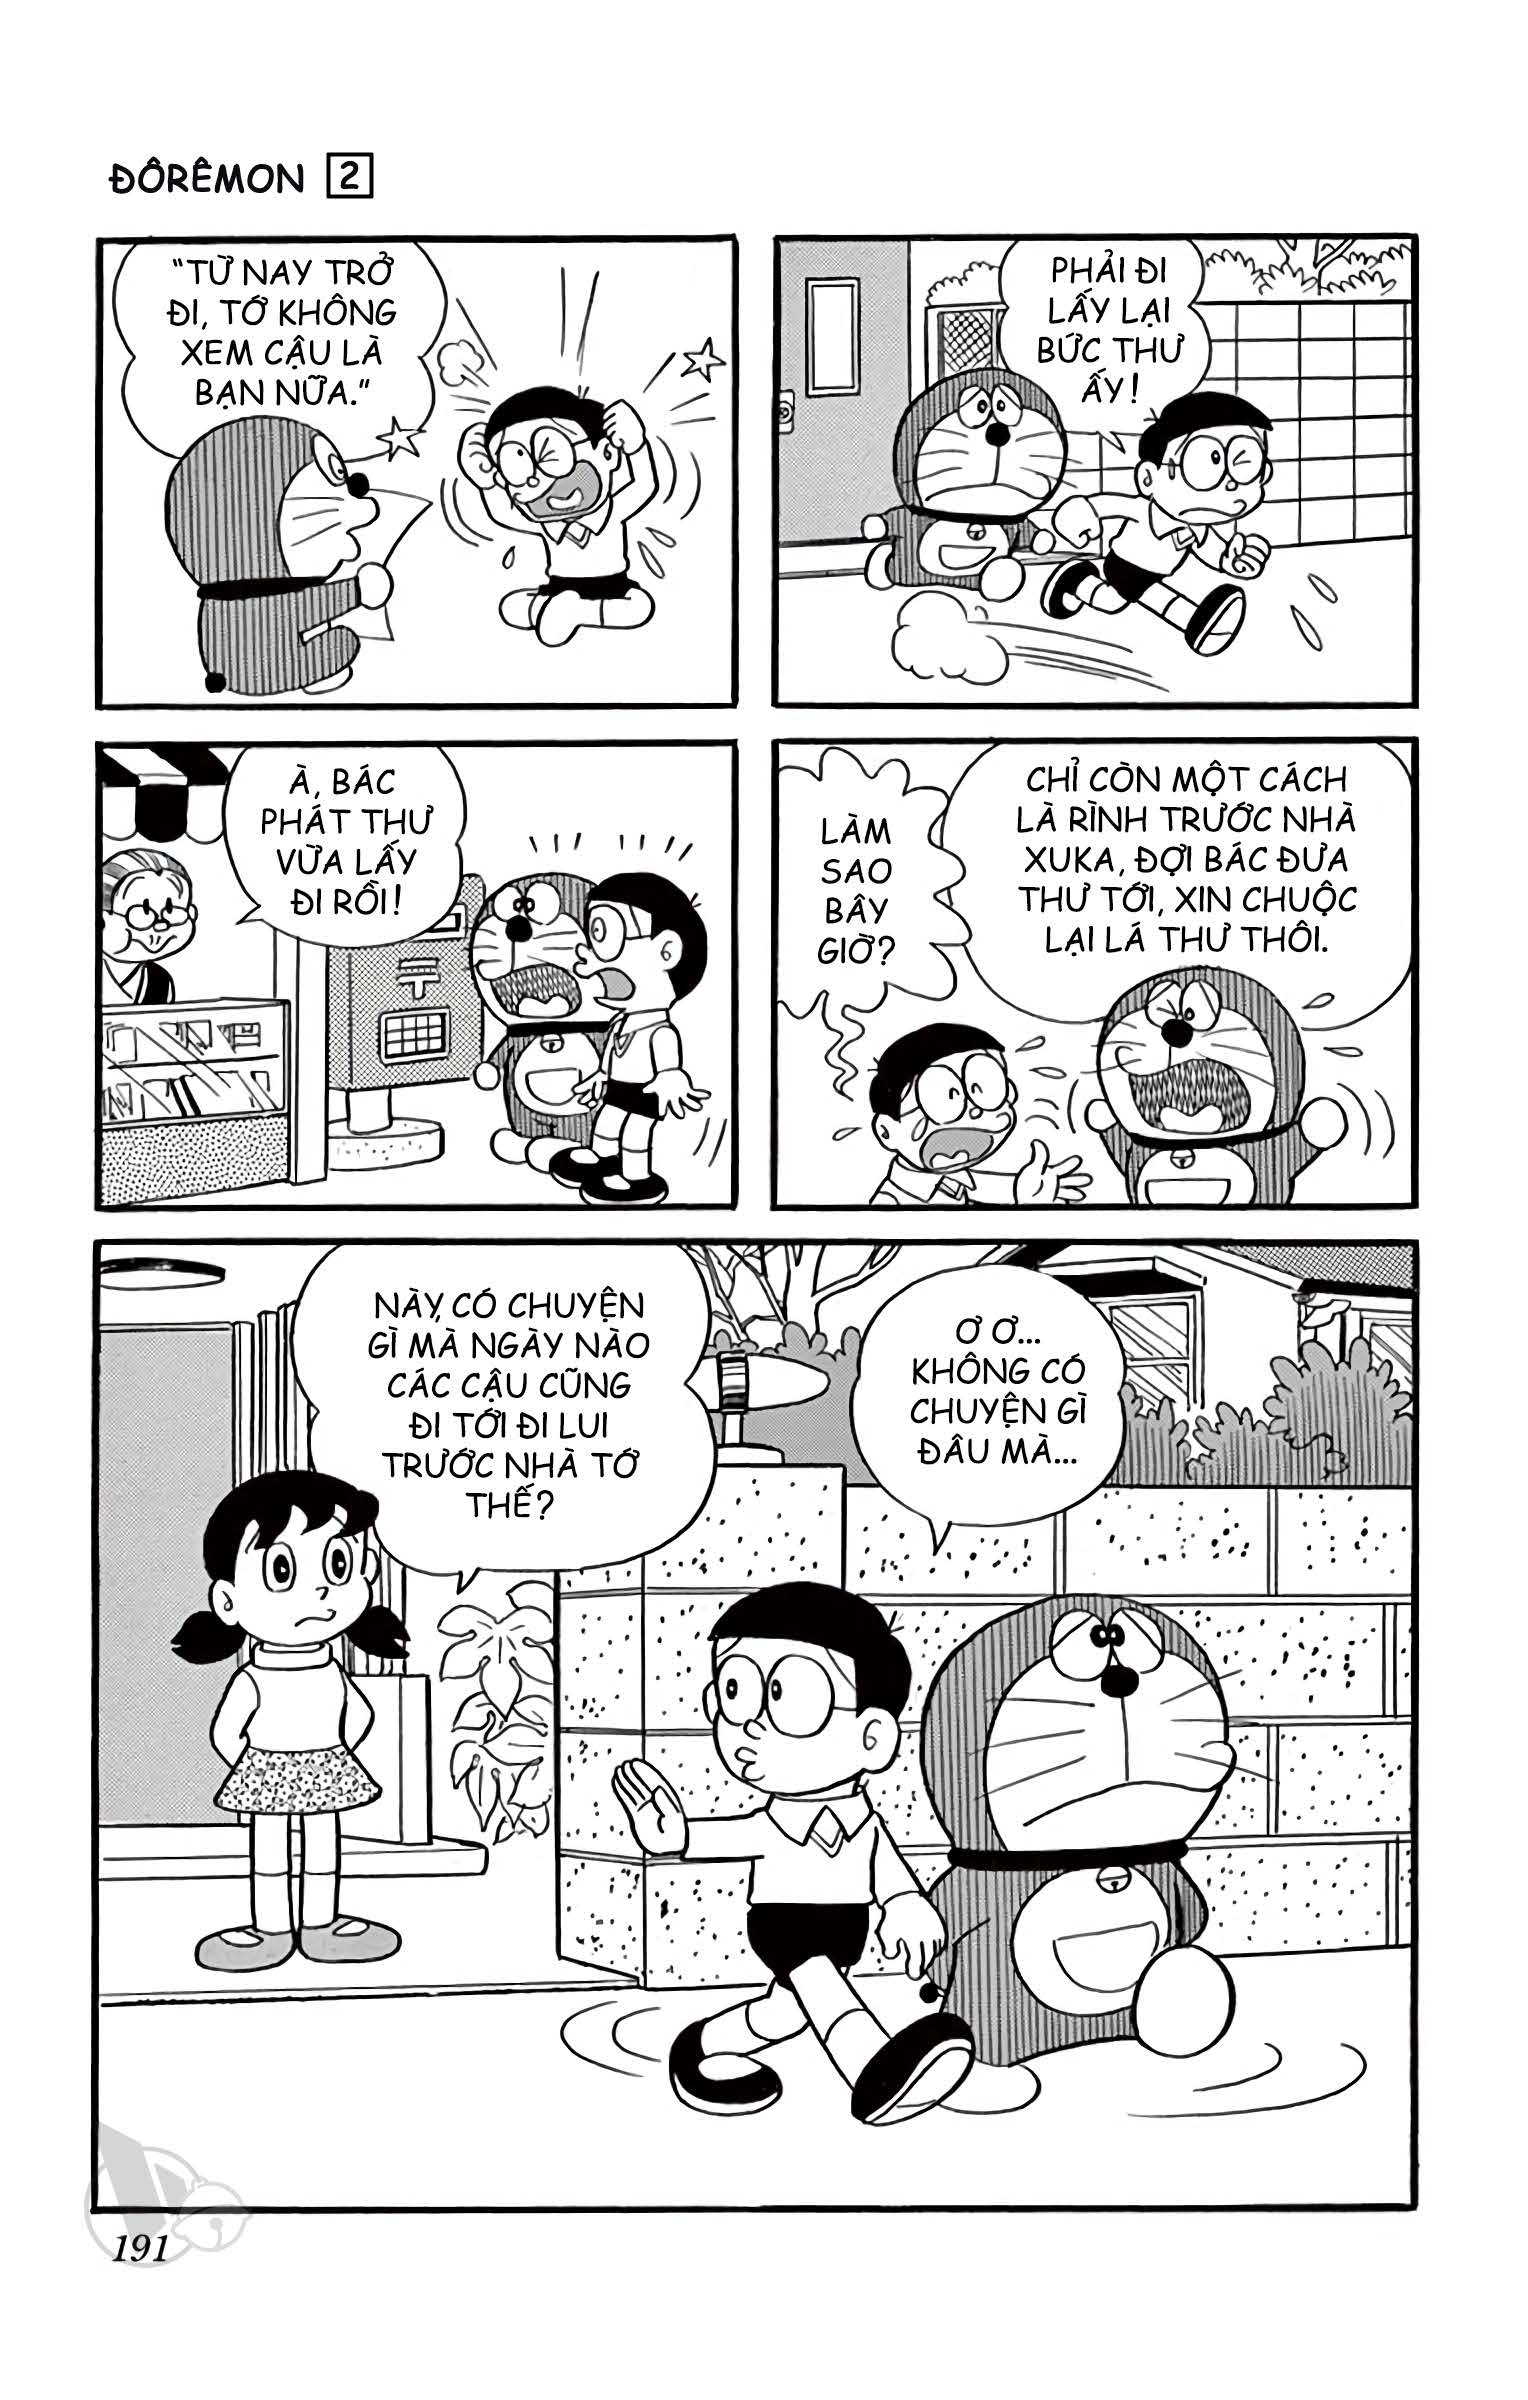 ĐÔRÊMON 2
"TỪ NAY TRỞ
ĐI, TỚ KHÔNG
XEM CẬU LÀ
BẠN NỮA."
PHẢI ĐI
LẤY LẠI
BỨC THƯ
ẤY!
À, BÁC
PHÁT THƯ
VỪA LẤY
ĐI RỒI!
LÀM
SAO
BÂY
GIỜ?
CHỈ CÒN MỘT CÁCH
LÀ RÌNH TRƯỚC NHÀ
XUKA, ĐỢI BÁC ĐƯA
THƯ TỚI, XIN CHUỘC
LẠI LÁ THƯ THÔI.
NÀY, CÓ CHUYỆN
GÌ MÀ NGÀY NÀO
CÁC CẬU CŨNG
ĐI TỚI ĐI LUI
TRƯỚC NHÀ TỚ
THẾ?
Ơ Ơ...
KHÔNG CÓ
CHUYỆN GÌ
ĐÂU MÀ...
191